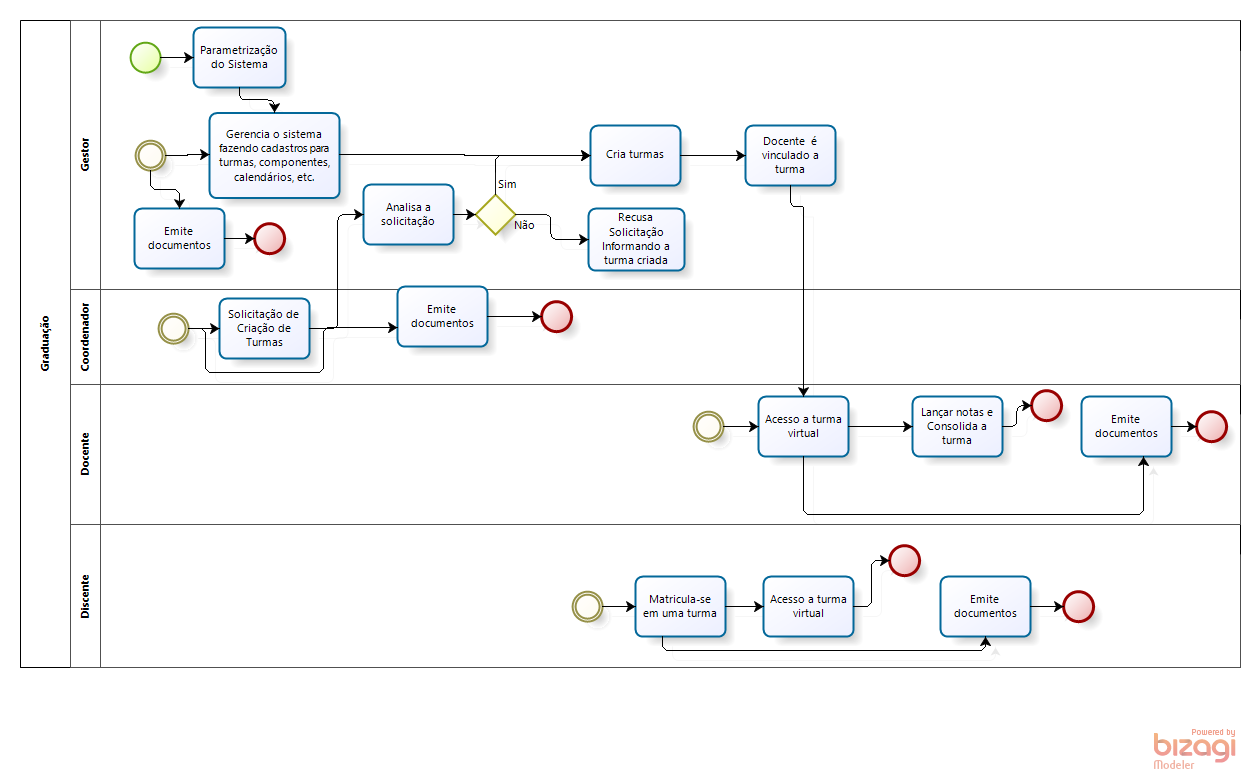 Graduação
Gestor
Parametrização
do Sistema
Gerencia o sistema
fazendo cadastros para
turmas, componentes,
calendários, etc.
Cria turmas
Docente é
vinculado a
turma
Emite
documentos
Analisa a
solicitação
Sim
Não
Recusa
Solicitação
Informando a
turma criada
Coordenador
Solicitação de
Criação de
Turmas
Emite
documentos
Docente
Acesso a turma
virtual
Lançar notas e
Consolida a
turma
Emite
documentos
Discente
Matricula-se
em uma turma
Acesso a turma
virtual
Emite
documentos
Powered by
bizagi
Modeler